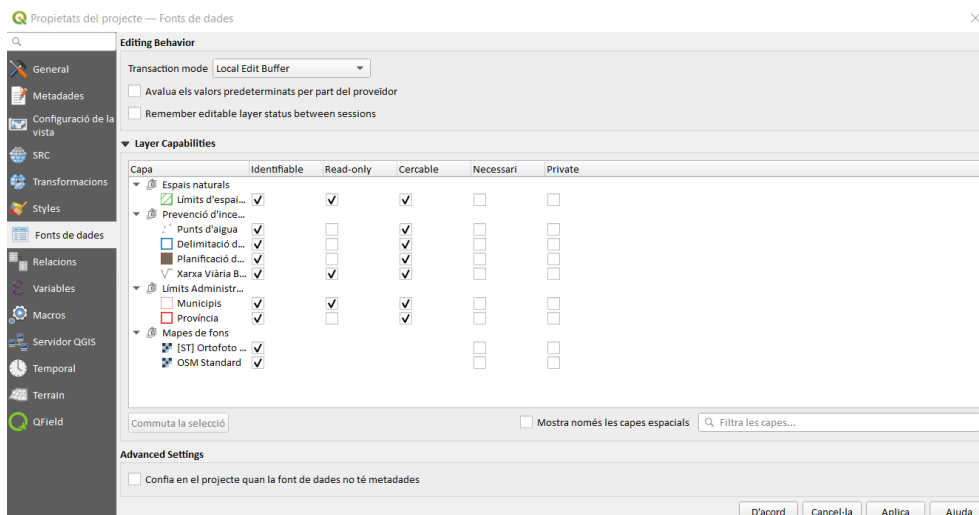 Propietats del projecte — Fonts de dades
General
Metadades
Configuració de la
vista
SRC
Transformacions
Styles
Fonts de dades
Relacions
Variables
Macros
Servidor QGIS
Temporal
Terrain
QField
Editing Behavior
Transaction mode Local Edit Buffer
Avalua els valors predeterminats per part del proveïdor
Remember editable layer status between sessions
Layer Capabilities
Capa Identifiable Read-only Cercable Necessari Private
Espais naturals
Límits d'espai...
Prevenció d'ince...
Punts d'aigua
Delimitació d...
Planificació d...
Xarxa Viària B...
Límits Administr...
Municipis
Província
Mapes de fons
[ST] Ortofoto ...
OSM Standard
Commuta la selecció Mostra només les capes espacials Filtra les capes...
Advanced Settings
Confia en el projecte quan la font de dades no té metadades
D'acord Cancel·la Aplica Ajuda